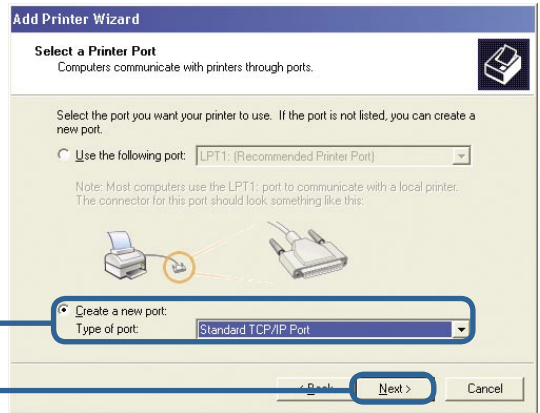 Add Printer Wizard
Select a Printer Port
Computers communicate with printers through ports.
Select the port you want your printer to use. If the port is not listed, you can create a
new port.
Use the following port: LPT1: (Recommended Printer Port)
Note: Most computers use the LPT1: port to communicate with a local printer.
The connector for this port should look something like this:
Create a new port:
Type of port: Standard TCP/IP Port
< Back Next > Cancel